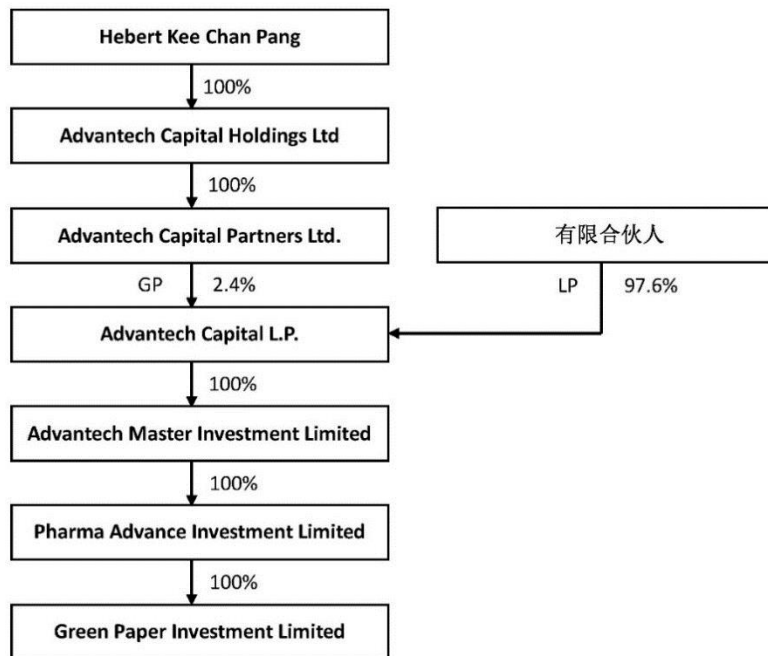 Hebert Kee Chan Pang
100%
Advantech Capital Holdings Ltd
100%
Advantech Capital Partners Ltd.
有限合伙人
GP 2.4%
LP 97.6%
Advantech Capital L.P.
100%
Advantech Master Investment Limited
100%
Pharma Advance Investment Limited
100%
Green Paper Investment Limited